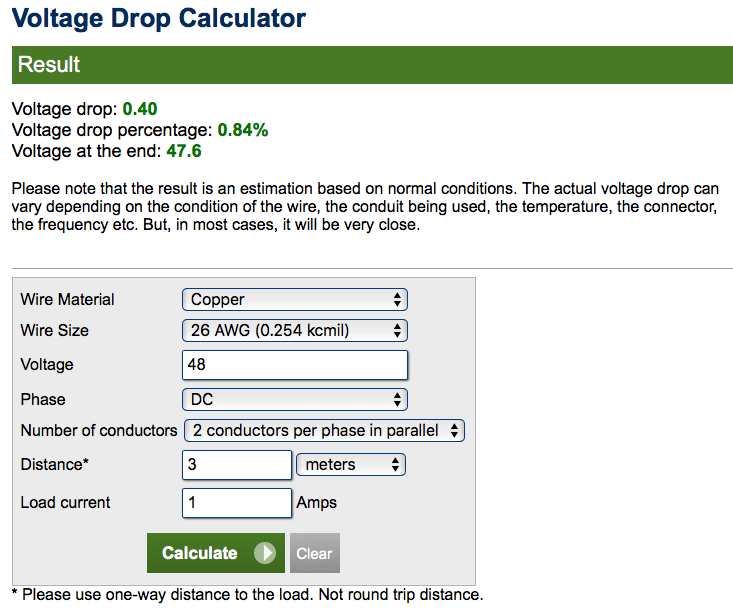 Voltage Drop Calculator
Result
Voltage drop: 0.40
Voltage drop percentage: 0.84%
Voltage at the end: 47.6
Please note that the result is an estimation based on normal conditions. The actual voltage drop can
vary depending on the condition of the wire, the conduit being used, the temperature, the connector,
the frequency etc. But, in most cases, it will be very close.
Wire Material Copper
Wire Size 26 AWG (0.254 kcmil)
Voltage 48
Phase DC
Number of conductors 2 conductors per phase in parallel
Distance* 3 meters
Load current 1 Amps
Calculate Clear
* Please use one-way distance to the load. Not round trip distance.